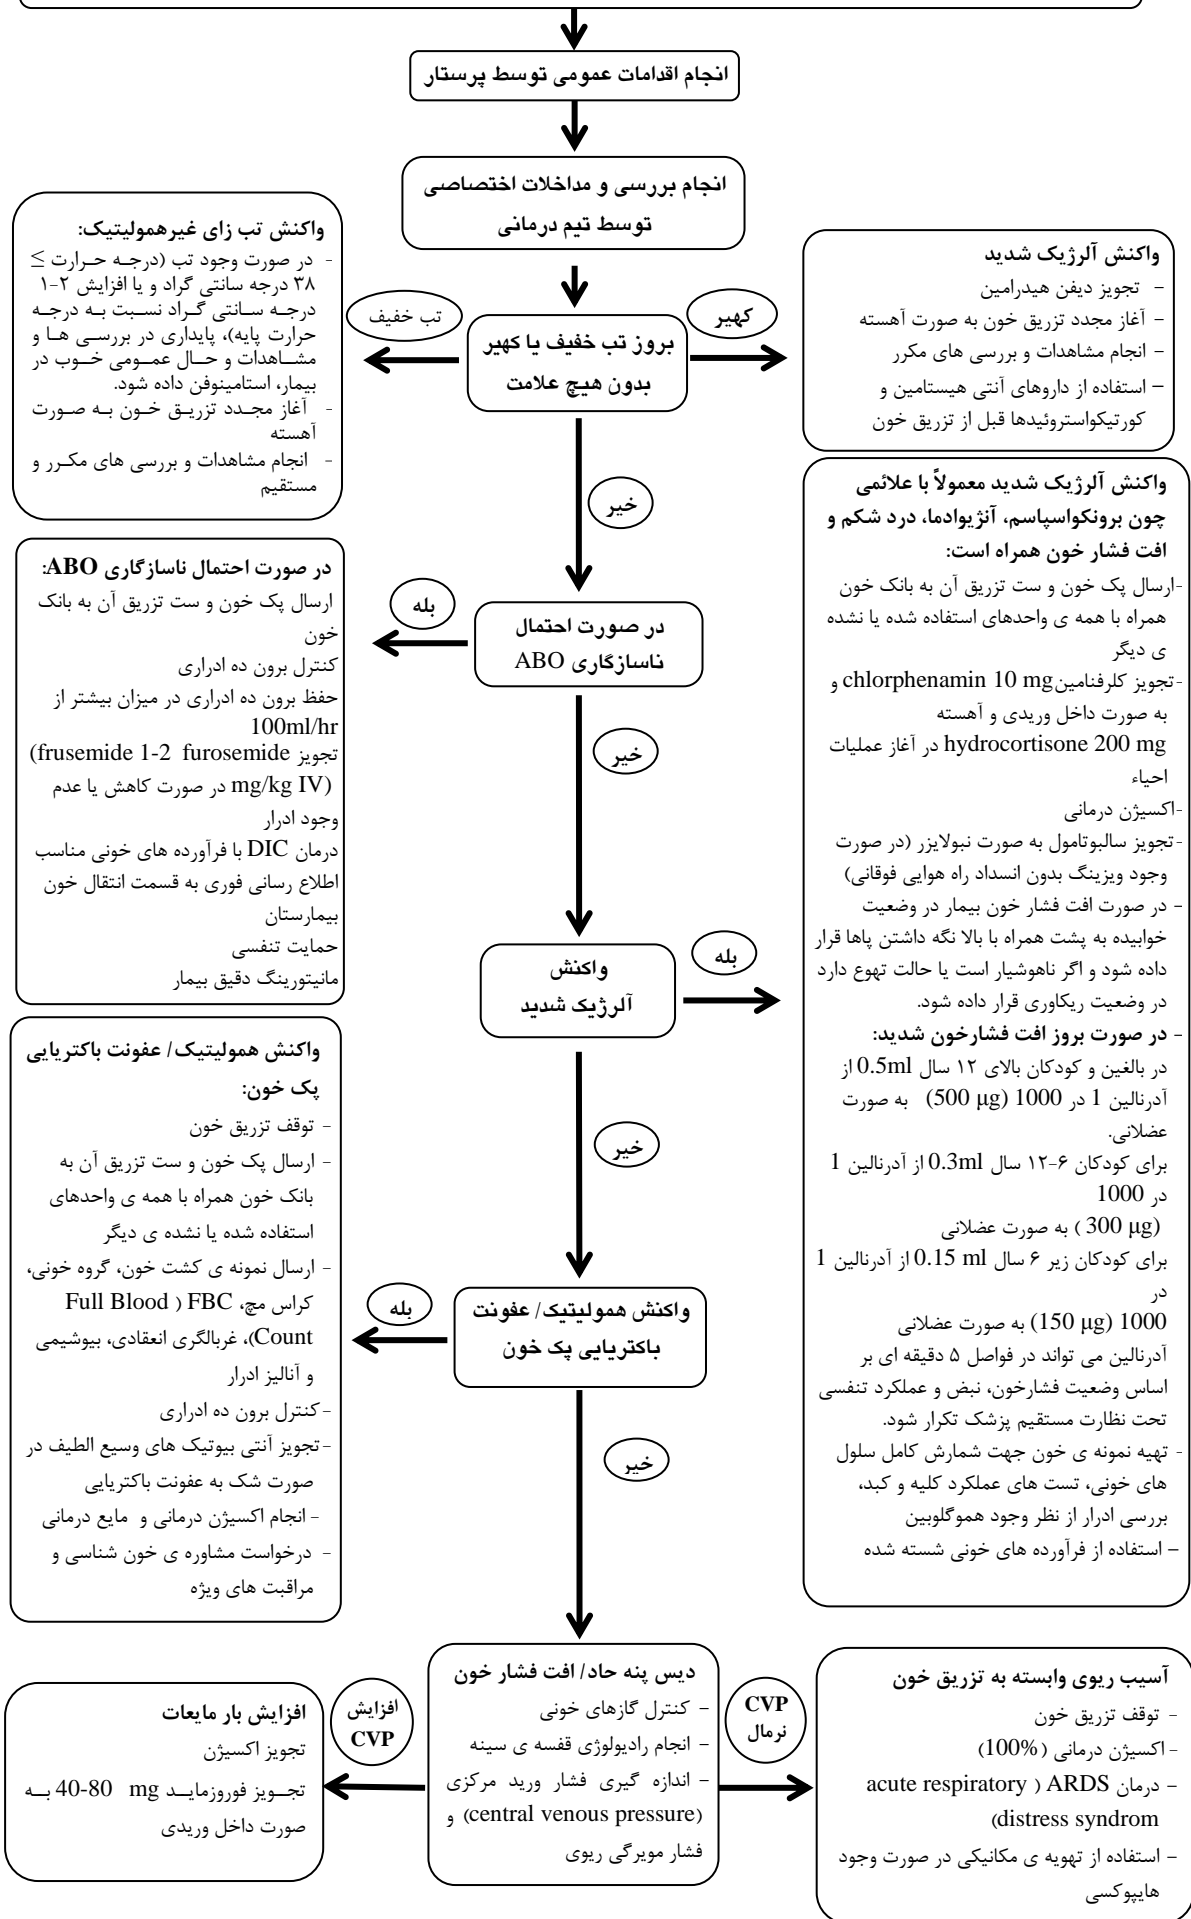 انجام اقدامات عمومی توسط پرستار
انجام بررسی و مداخلات اختصاصی
توسط تیم درمانی
واکنش تب زای غیرهمولیتیک:
- در صورت وجود تب (درجه حرارت ≥
۳۸ درجه سانتی گراد و یا افزایش ۲-۱
درجه سانتی گراد نسبت به درجه
حرارت پایه)، پایداری در بررسی ها و
مشاهدات و حال عمومی خوب در
بیمار، استامینوفن داده شود.
- آغاز مجدد تزریق خون به صورت
آهسته
- انجام مشاهدات و بررسی های مکرر و
مستقیم
تب خفیف
بروز تب خفیف یا کهیر
بدون هیچ علامت
کهیر
واکنش آلرژیک شدید
- تجویز دیفن هیدرامین
- آغاز مجدد تزریق خون به صورت آهسته
- انجام مشاهدات و بررسی های مکرر
- استفاده از داروهای آنتی هیستامین و
کورتیکواستروئیدها قبل از تزریق خون
خیر
در صورت احتمال
ناسازگاری ABO
بله
در صورت احتمال ناسازگاری ABO:
ارسال پک خون و ست تزریق آن به بانک
خون
کنترل برون ده ادراری
حفظ برون ده ادراری در میزان بیشتر از
100ml/hr
تجویز frusemide 1-2 furosemide)
(mg/kg IV در صورت کاهش یا عدم
وجود ادرار
درمان DIC با فرآورده های خونی مناسب
اطلاع رسانی فوری به قسمت انتقال خون
بیمارستان
حمایت تنفسی
مانیتورینگ دقیق بیمار
خیر
واکنش
آلرژیک شدید
بله
واکنش آلرژیک شدید معمولاً با علائمی
چون برونکواسپاسم، آنژیوادما، درد شکم و
افت فشار خون همراه است:
-ارسال پک خون و ست تزریق آن به بانک خون
همراه با همه ی واحدهای استفاده شده یا نشده
ی دیگر
-تجویز کلرفنامین chlorphenamin 10 mg و
به صورت داخل وریدی و آهسته
hydrocortisone 200 mg در آغاز عملیات
احیاء
-اکسیژن درمانی
-تجویز سالبوتامول به صورت نبولایزر (در صورت
وجود ویزینگ بدون انسداد راه هوایی فوقانی)
- در صورت افت فشار خون بیمار در وضعیت
خوابیده به پشت همراه با بالا نگه داشتن پاها قرار
داده شود و اگر ناهوشیار است یا حالت تهوع دارد
در وضعیت ریکاوری قرار داده شود.
- در صورت بروز افت فشارخون شدید:
در بالغین و کودکان بالای ۱۲ سال 0.5ml از
آدرنالین 1 در 1000 (500 µg) به صورت
عضلانی.
برای کودکان ۶-۱۲ سال 0.3ml از آدرنالین 1
در 1000
(300 µg ) به صورت عضلانی
برای کودکان زیر ۶ سال 0.15 ml از آدرنالین 1
در
1000 (150 µg) به صورت عضلانی
آدرنالین می تواند در فواصل ۵ دقیقه ای بر
اساس وضعیت فشارخون، نبض و عملکرد تنفسی
تحت نظارت مستقیم پزشک تکرار شود.
- تهیه نمونه ی خون جهت شمارش کامل سلول
های خونی، تست های عملکرد کلیه و کبد،
بررسی ادرار از نظر وجود هموگلوبین
- استفاده از فرآورده های خونی شسته شده
خیر
واکنش همولیتیک/ عفونت
باکتریایی پک خون
بله
واکنش همولیتیک/ عفونت باکتریایی
پک خون:
- توقف تزریق خون
- ارسال پک خون و ست تزریق آن به
بانک خون همراه با همه ی واحدهای
استفاده شده یا نشده ی دیگر
- ارسال نمونه ی کشت خون، گروه خونی،
کراس مچ، FBC ( Full Blood
Count)، غربالگری انعقادی، بیوشیمی
و آنالیز ادرار
-کنترل برون ده ادراری
-تجویز آنتی بیوتیک های وسیع الطیف در
صورت شک به عفونت باکتریایی
- انجام اکسیژن درمانی و مایع درمانی
- درخواست مشاوره ی خون شناسی و
مراقبت های ویژه
خیر
دیس پنه حاد/ افت فشار خون
- کنترل گازهای خونی
- انجام رادیولوژی قفسه ی سینه
- اندازه گیری فشار ورید مرکزی
(central venous pressure) و
فشار مویرگی ریوی
CVP
نرمال
آسیب ریوی وابسته به تزریق خون
- توقف تزریق خون
-اکسیژن درمانی (100%)
- درمان ARDS ( acute respiratory
distress syndrom)
- استفاده از تهویه ی مکانیکی در صورت وجود
هایپوکسی
افزایش
CVP
افزایش بار مایعات
تجویز اکسیژن
تجویز فوروزماید 40-80 mg به
صورت داخل وریدی